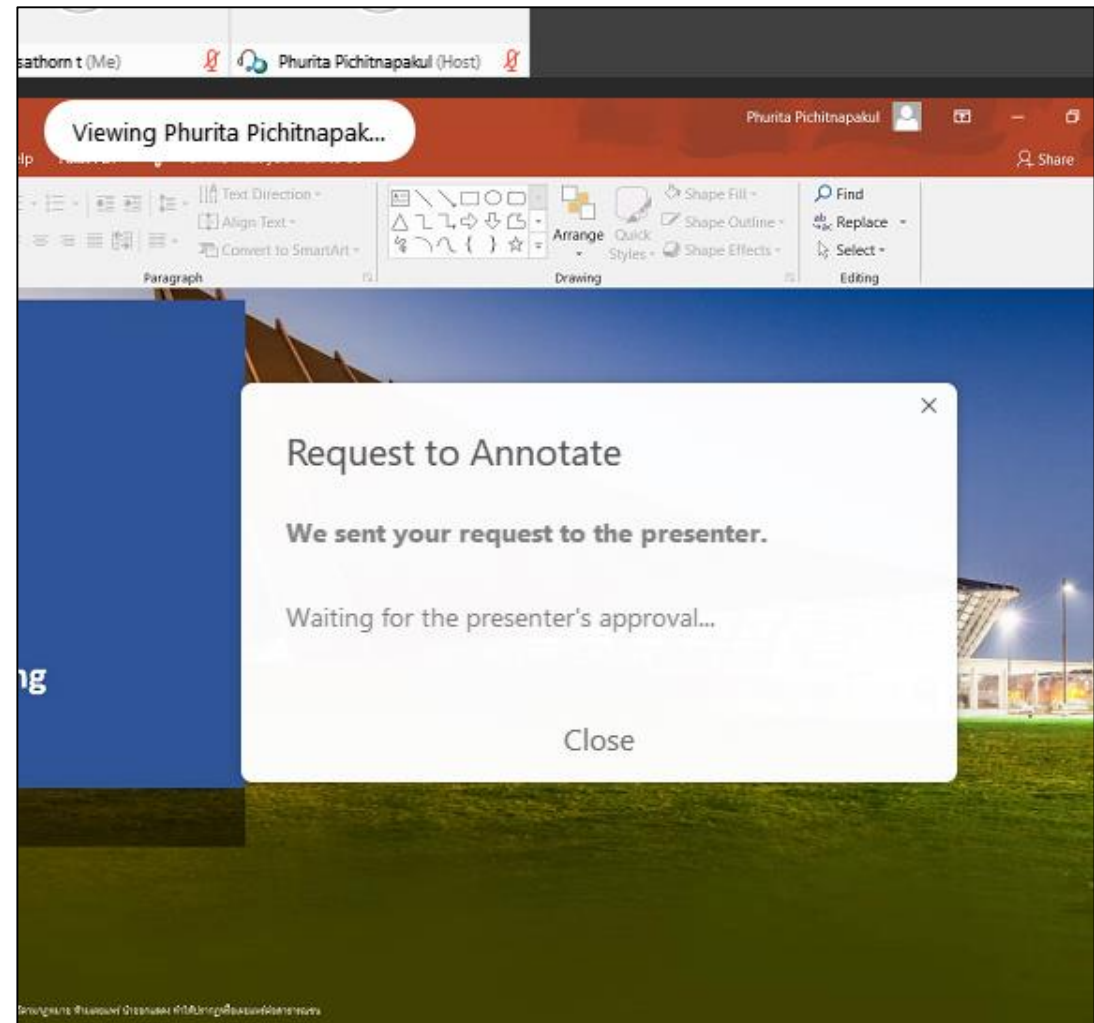 sathorn t (Me)
Phurita Pichitnapakul (Host)
Viewing Phurita Pichitnapak...
Phurita Pichitnapakul
Share
Text Direction
Align Text
Convert to SmartArt
Arrange
Quick
Styles
Shape Fill
Shape Outline
Shape Effects
Find
Replace
Select
Paragraph
Drawing
Editing
Request to Annotate
We sent your request to the presenter.
Waiting for the presenter's approval...
Close
ng